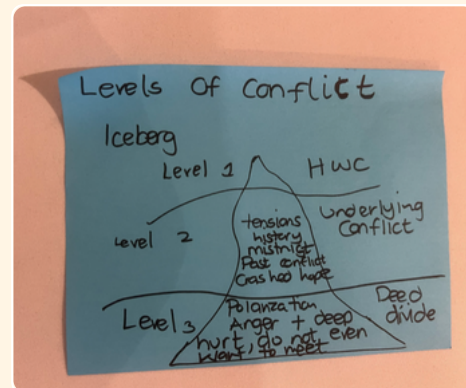 Levels Of Conflict
Iceberg
Level 1 HWC
Level 2
tensions
history
mistrust
Past conflict
Crashed hope
Underlying
Conflict
Level 3
Polarization
Anger + deep
hurt, do not even
want to meet
Deed
divide